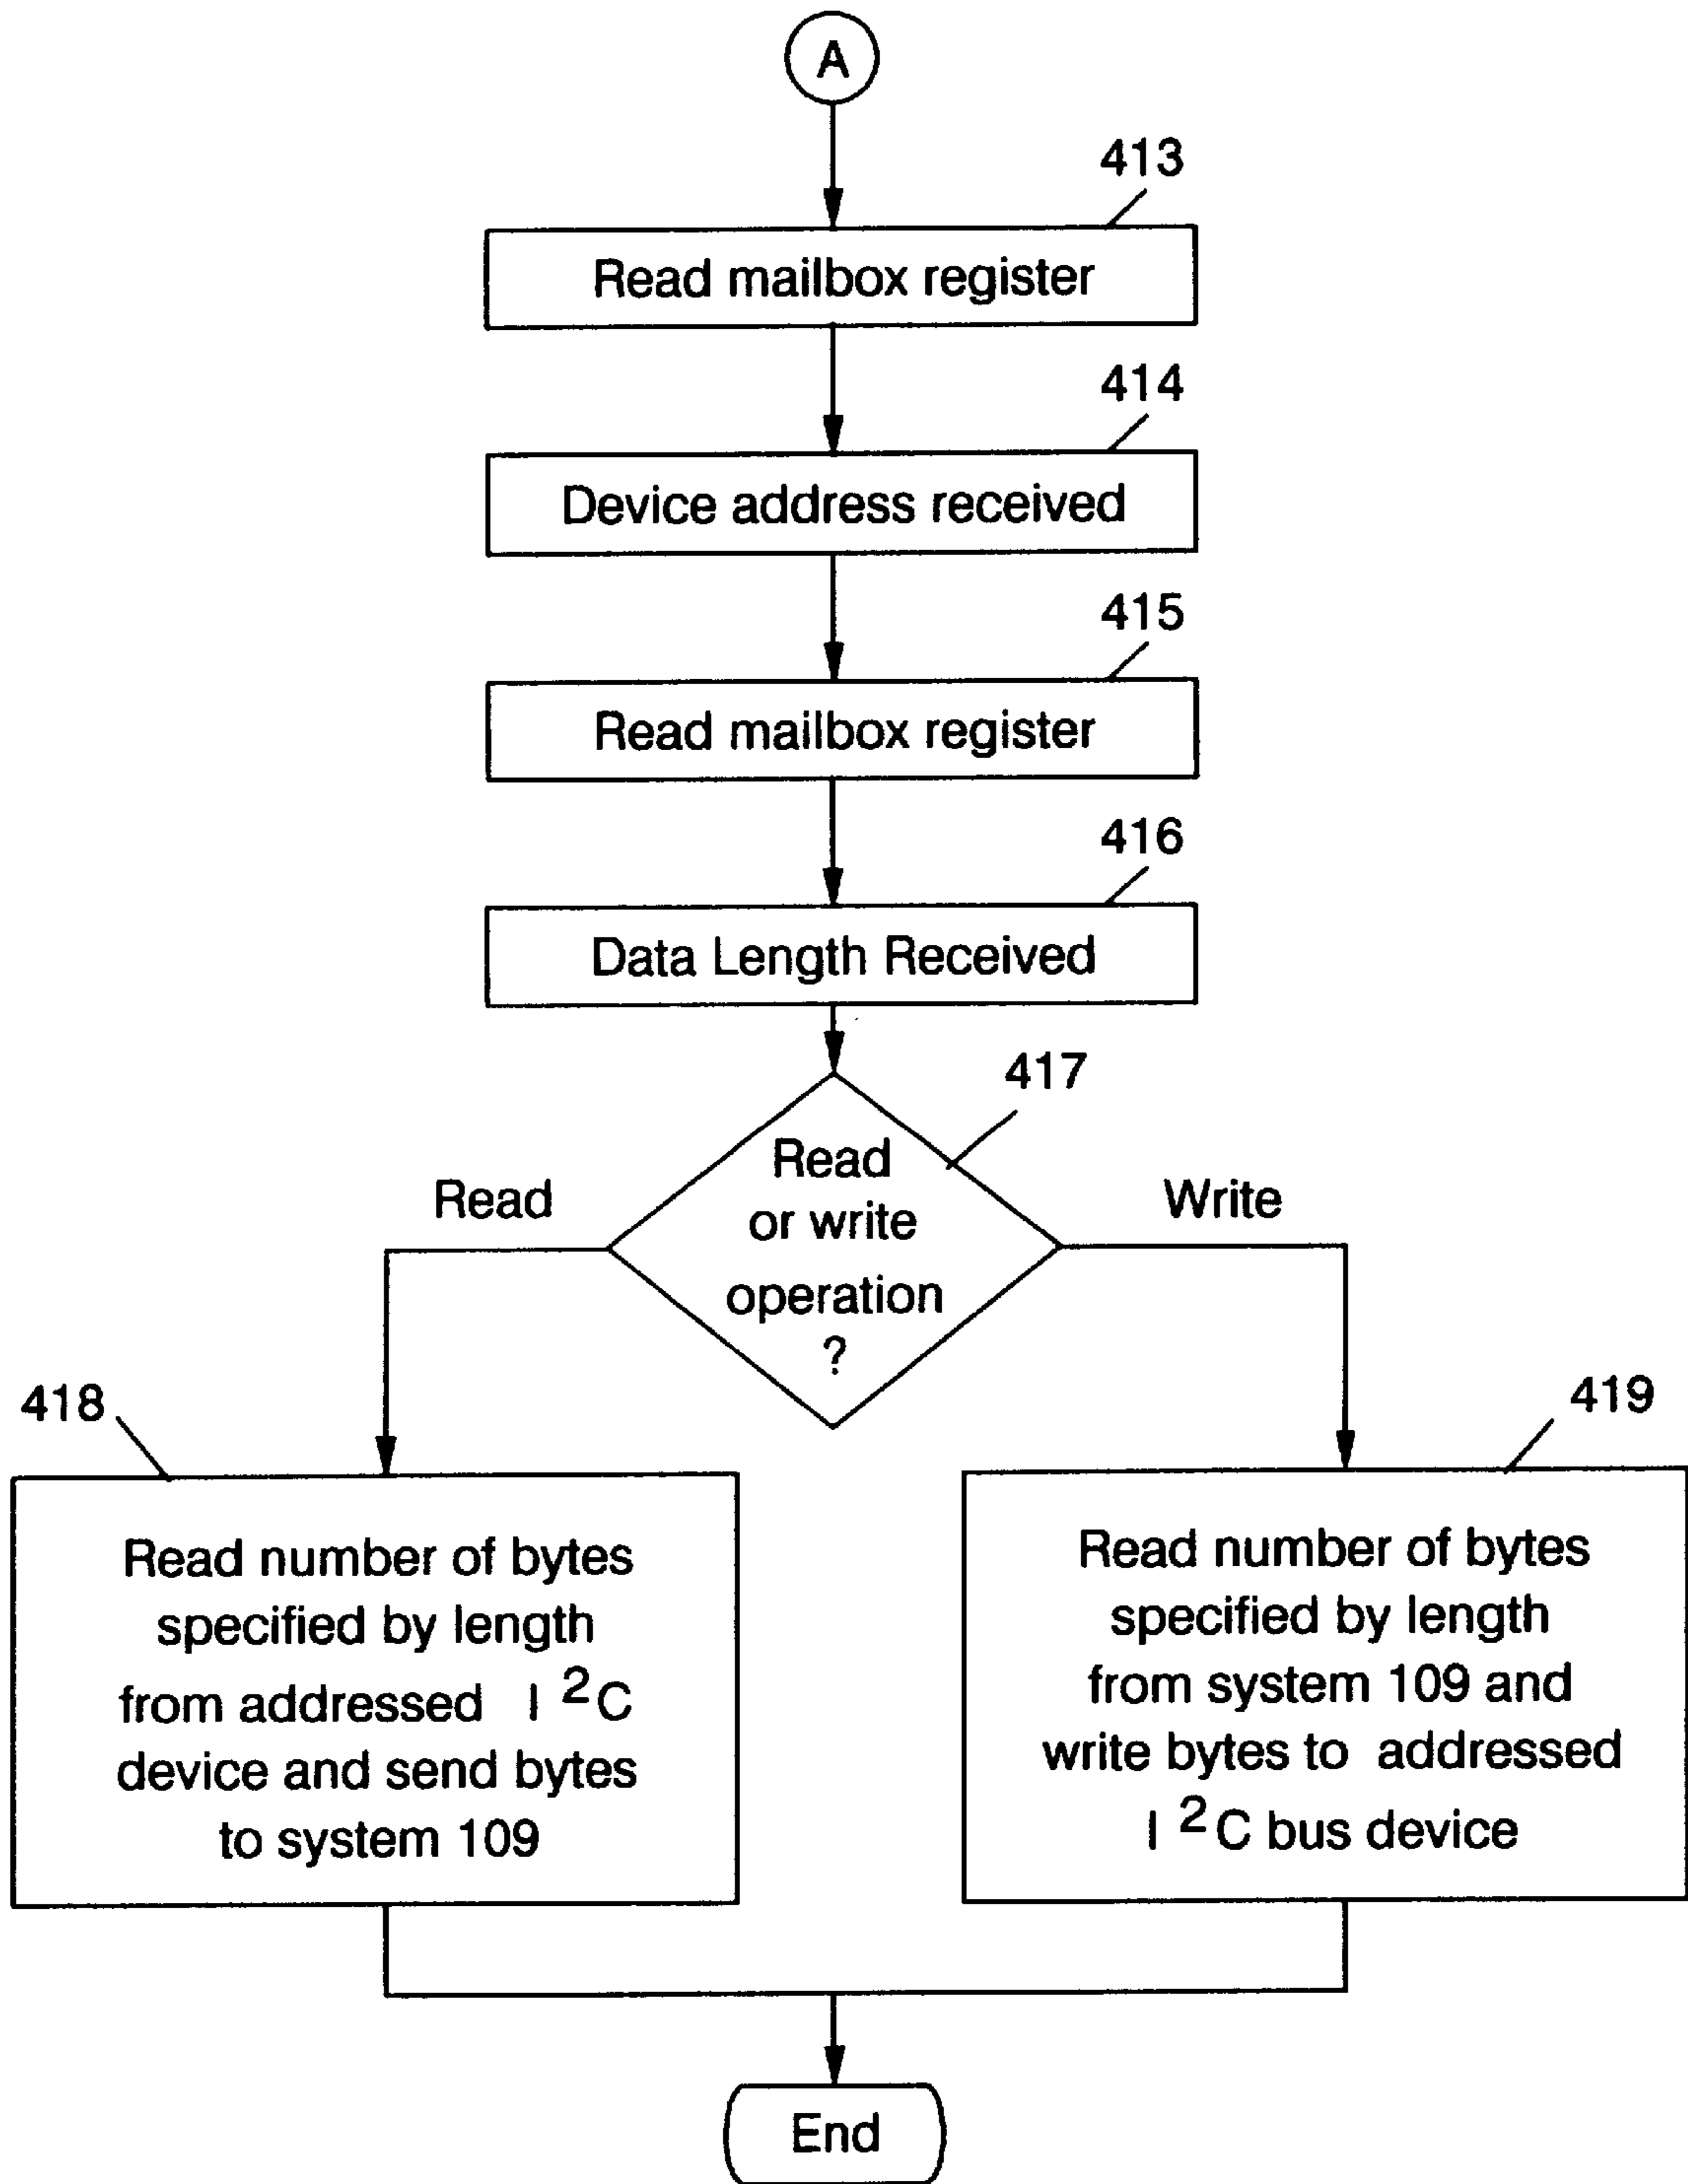 A
413
Read mailbox register
414
Device address received
415
Read mailbox register
416
Data Length Received
417
Read
or write
operation
?
Read
Write
418
Read number of bytes
specified by length
from addressed I ²C
device and send bytes
to system 109
419
Read number of bytes
specified by length
from system 109 and
write bytes to addressed
I ²C bus device
End